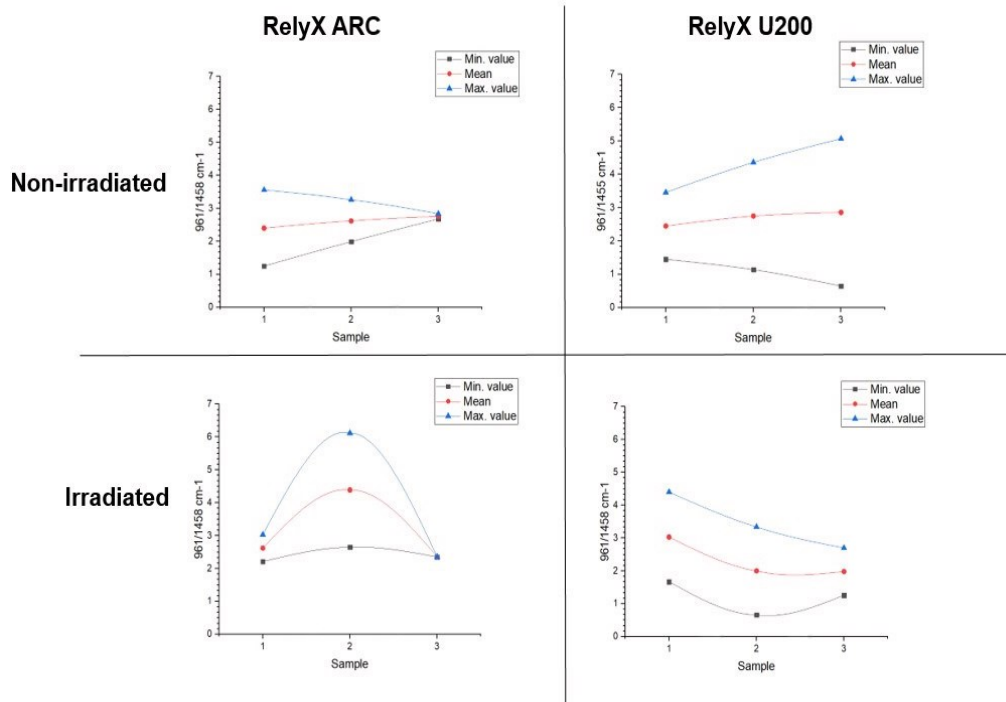 RelyX ARC
RelyX U200
Non-irradiated
Min. value
Mean
Max. value
7
6
5
4
3
2
1
0
961/1458 cm-1
1
2
3
Sample
Min. value
Mean
Max. value
7
6
5
4
3
2
1
0
961/1455 cm-1
1
2
3
Sample
Irradiated
Min. value
Mean
Max. value
7
6
5
4
3
2
1
0
961/1458 cm-1
1
2
3
Sample
Min. value
Mean
Max. value
7
6
5
4
3
2
1
0
961/1458 cm-1
1
2
3
Sample